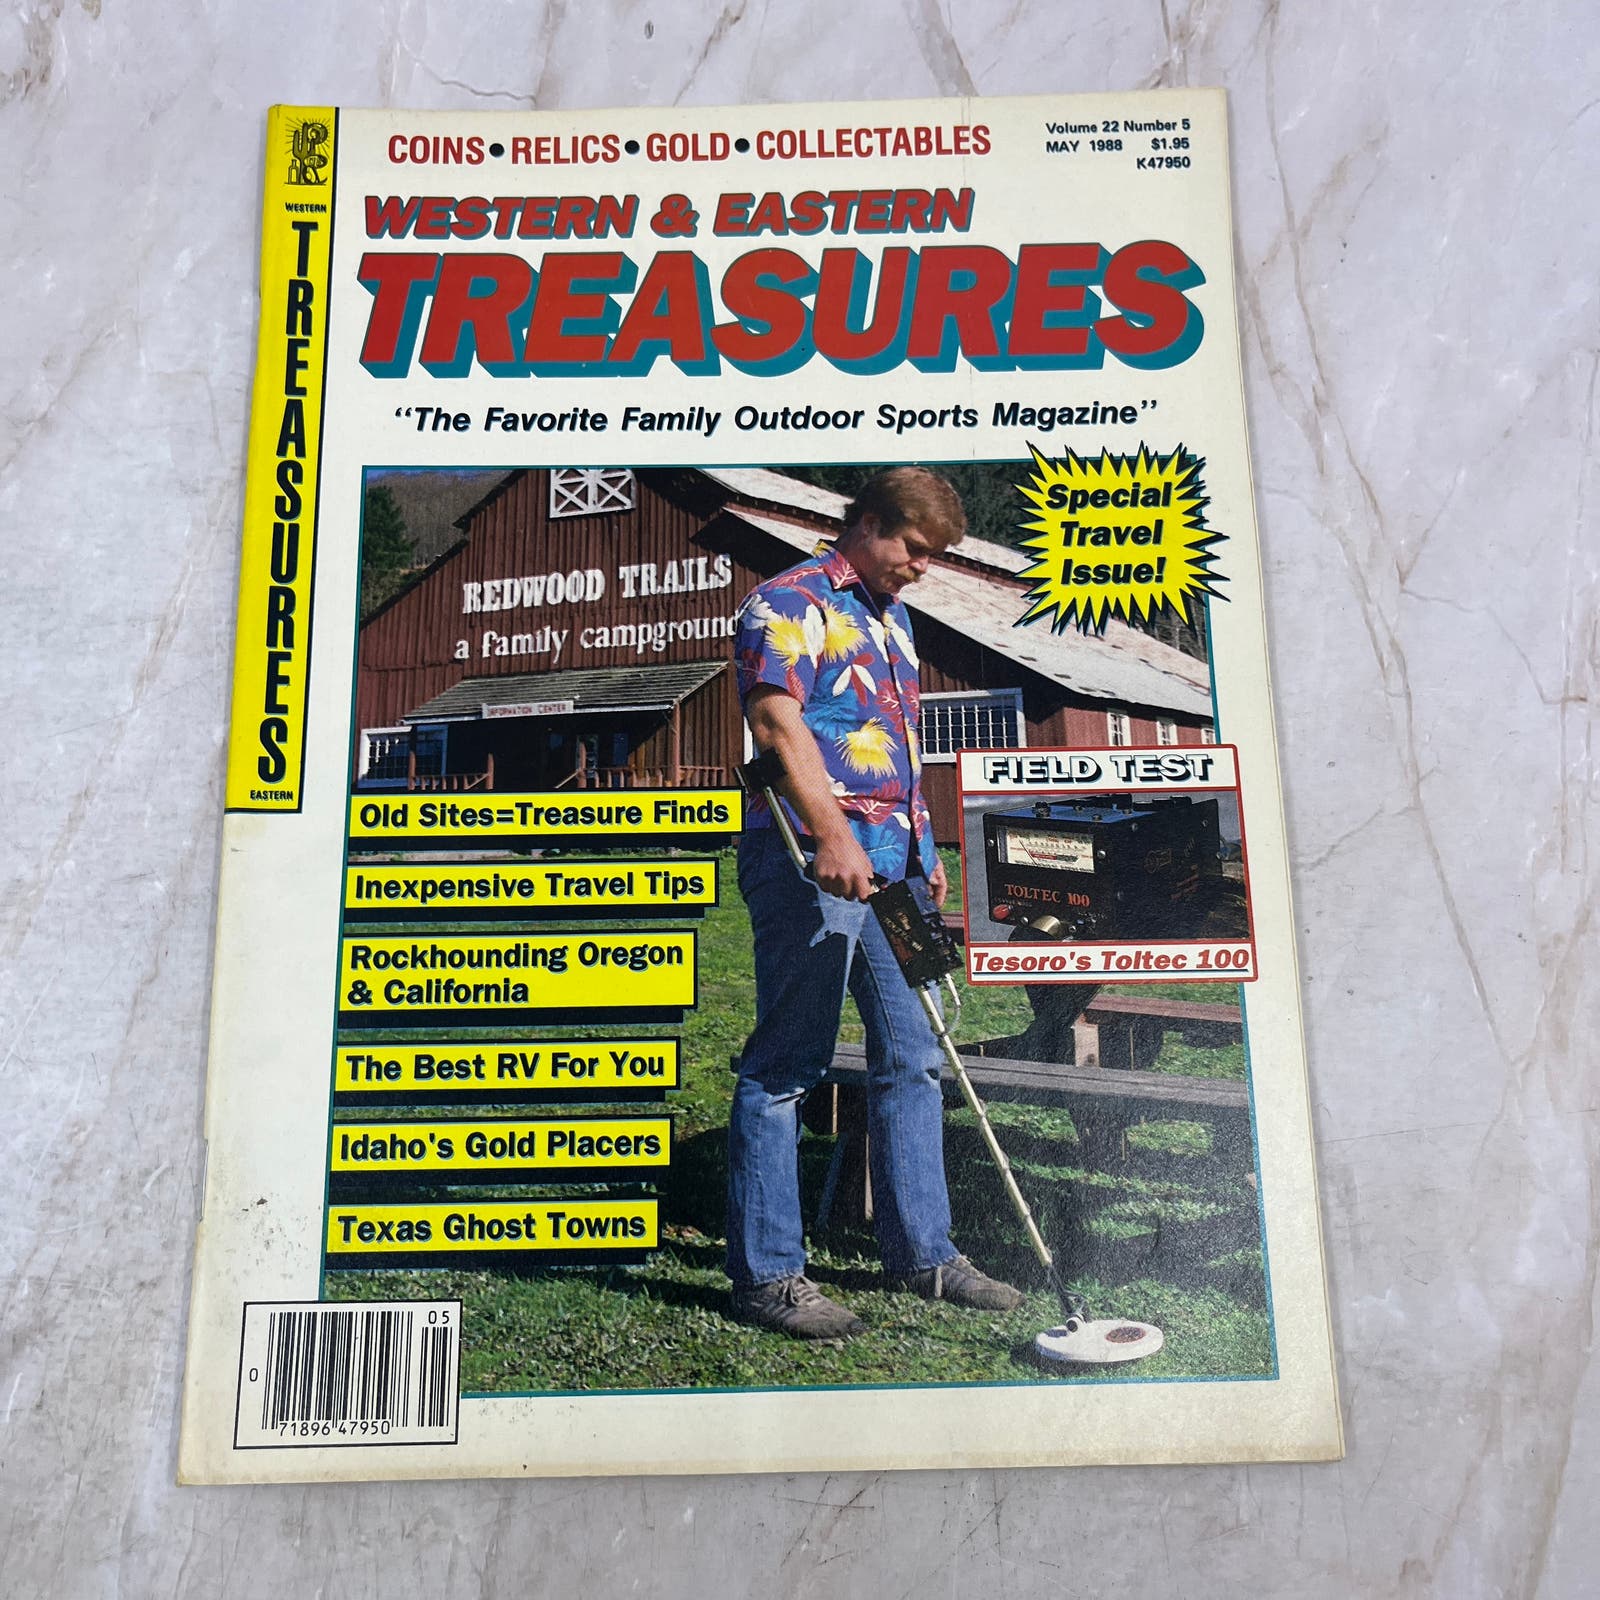 COINS • RELICS • GOLD • COLLECTABLES
Volume 22 Number 5
MAY 1988 $1.95
K47950
WESTERN & EASTERN
TREASURES
"The Favorite Family Outdoor Sports Magazine"
WESTERN
TREASURES
EASTERN
Special
Travel
Issue!
REDWOOD TRAILS
a family campground
INFORMATION CENTER
FIELD TEST
TOLTEC 100
Tesoro's Toltec 100
Old Sites=Treasure Finds
Inexpensive Travel Tips
Rockhounding Oregon
& California
The Best RV For You
Idaho's Gold Placers
Texas Ghost Towns
05
0
71896 47950